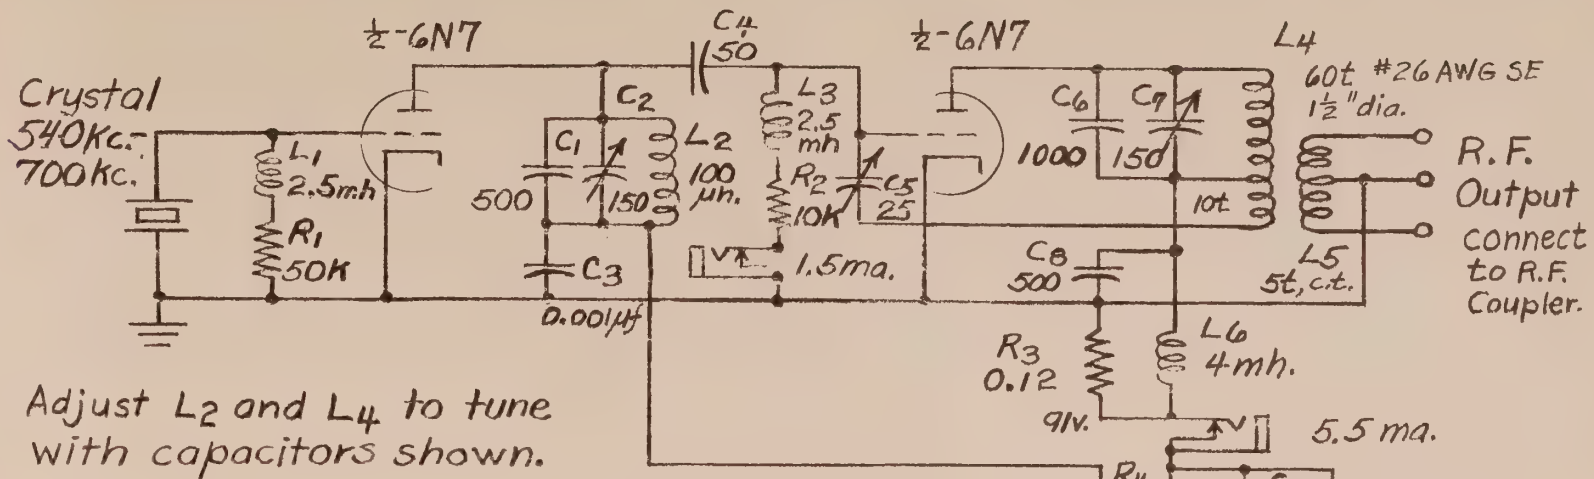 ½-6N7
C4
50
½-6N7
L4
60t #26 AWG SE
1½" dia.
Crystal
540Kc.-
700Kc.
L1
2.5mh
R1
50K
C2
C1
500
150
L2
100
μh.
C3
0.001μf
L3
2.5
mh
R2
10K
1.5ma.
C5
25
C6
1000
C7
150
10t
C8
500
L5
5t, c.t.
R.F.
Output
connect
to R.F.
Coupler.
R3
0.12
91v.
L6
4mh.
5.5 ma.
Adjust L2 and L4 to tune
with capacitors shown.